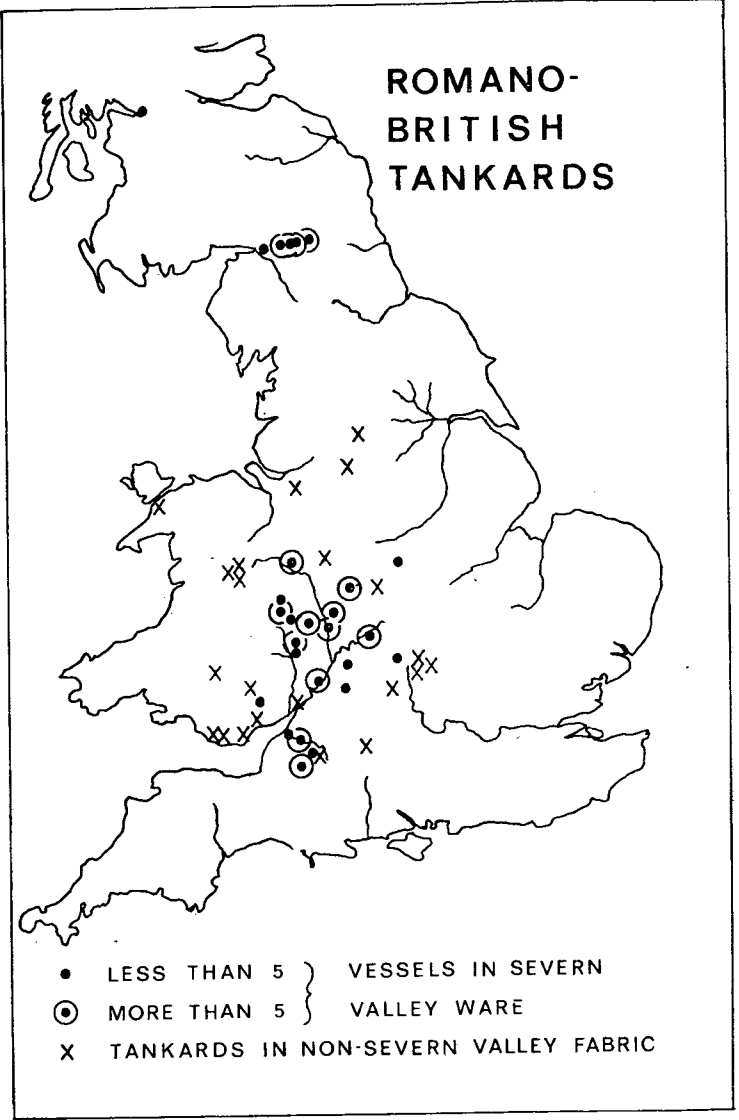 ROMANO-
BRITISH
TANKARDS
LESS THAN 5 } VESSELS IN SEVERN
MORE THAN 5 } VALLEY WARE
X TANKARDS IN NON-SEVERN VALLEY FABRIC